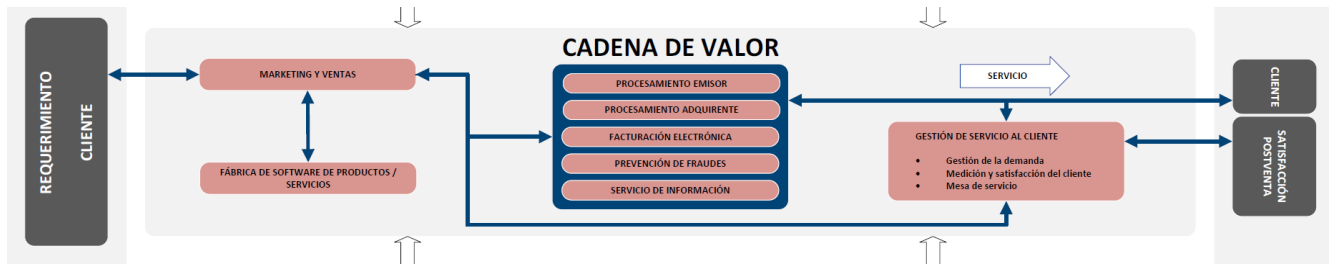 REQUERIMIENTO
CLIENTE
MARKETING Y VENTAS
FÁBRICA DE SOFTWARE DE PRODUCTOS /
SERVICIOS
CADENA DE VALOR
PROCESAMIENTO EMISOR
PROCESAMIENTO ADQUIRENTE
FACTURACIÓN ELECTRÓNICA
PREVENCIÓN DE FRAUDES
SERVICIO DE INFORMACIÓN
SERVICIO
GESTIÓN DE SERVICIO AL CLIENTE
• Gestión de la demanda
• Medición y satisfacción del cliente
• Mesa de servicio
CLIENTE
SATISFACCIÓN
POSTVENTA